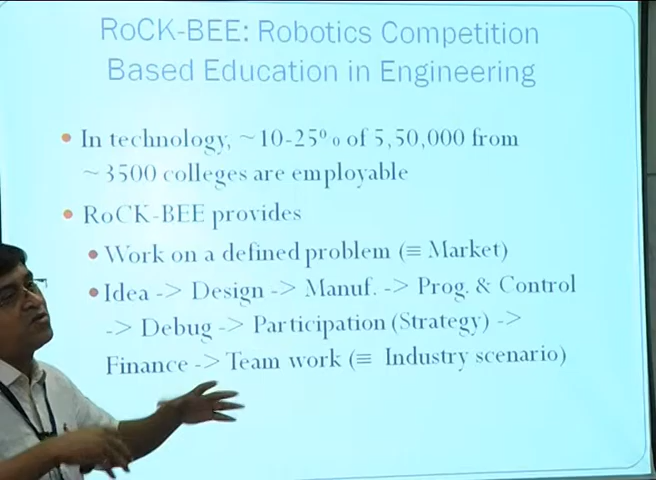 RoCK-BEE: Robotics Competition
Based Education in Engineering
• In technology, ~10-25% of 5,50,000 from
~3500 colleges are employable
• RoCK-BEE provides
• Work on a defined problem (≡ Market)
• Idea -> Design -> Manuf. -> Prog. & Control
-> Debug -> Participation (Strategy) ->
Finance -> Team work (≡ Industry scenario)